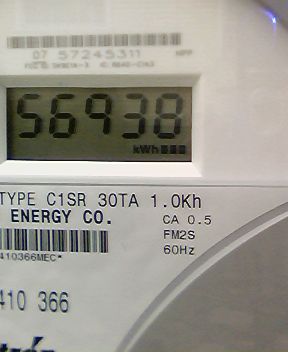 07 57245311
56938
kWh
TYPE C1SR 30TA 1.0Kh
ENERGY CO.
CA 0.5
FM2S
60Hz
410366MEC*
410 366